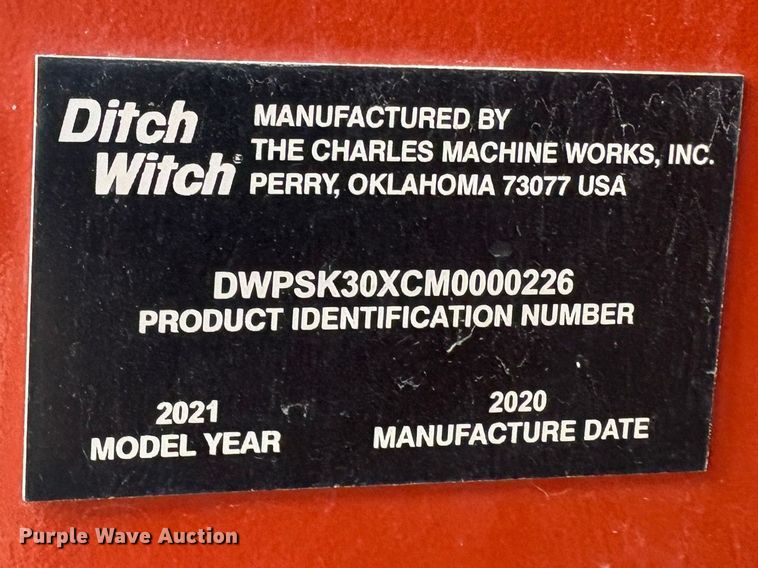 Ditch
Witch®
MANUFACTURED BY
THE CHARLES MACHINE WORKS, INC.
PERRY, OKLAHOMA 73077 USA
DWPSK30XCM0000226
PRODUCT IDENTIFICATION NUMBER
2021
MODEL YEAR
2020
MANUFACTURE DATE
Purple Wave Auction